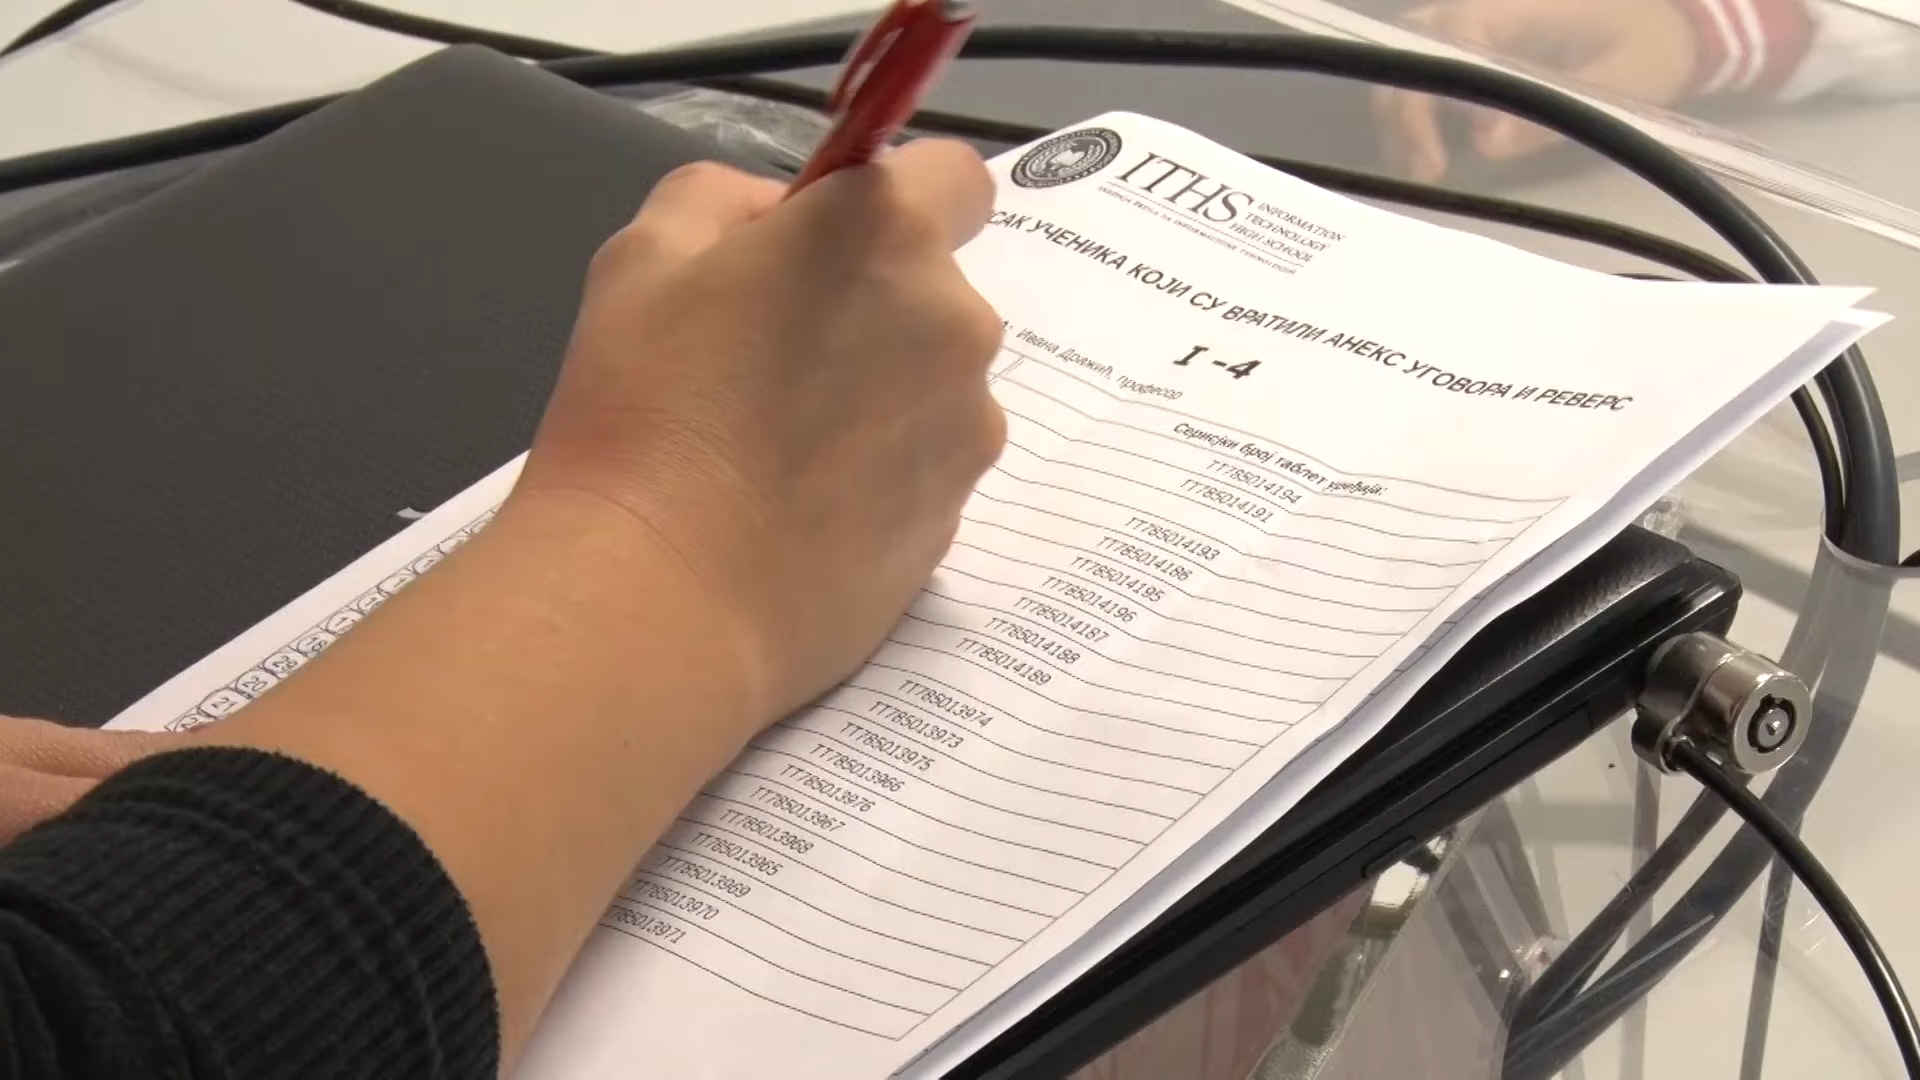 ITHS
INFORMATION
TECHNOLOGY
HIGH SCHOOL
УЧЕНИКА КОЈИ СУ ВРАТИЛИ АНЕКС УГОВОРА И РЕВЕРС
I-4
Ивана Дражић, професор
Серијски број таблет уређаја:
TT785014194
TT785014191
TT785014193
TT785014186
TT785014195
TT785014196
TT785014187
TT785014188
TT785014189
TT785013974
TT785013973
TT785013975
TT785013966
TT785013976
TT785013967
TT785013968
TT785013965
TT785013969
TT785013970
TT785013971